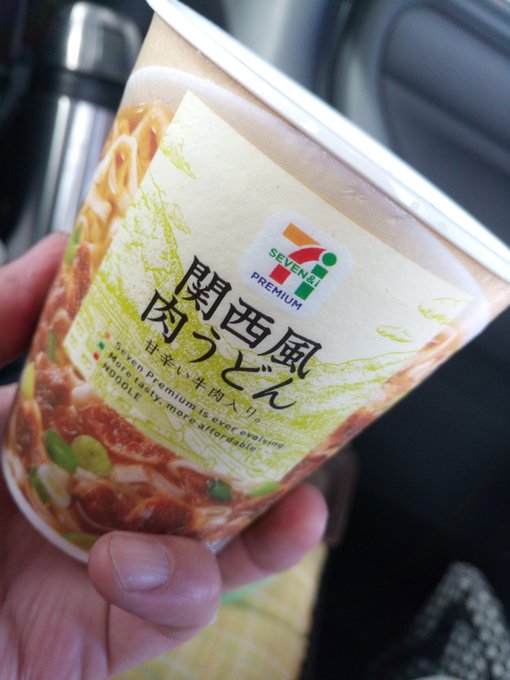 7i
SEVEN&i
PREMIUM
関西風
肉うどん
甘辛い牛肉入り。
Seven Premium is ever evolving.
More tasty, more affordable.
NOODLE